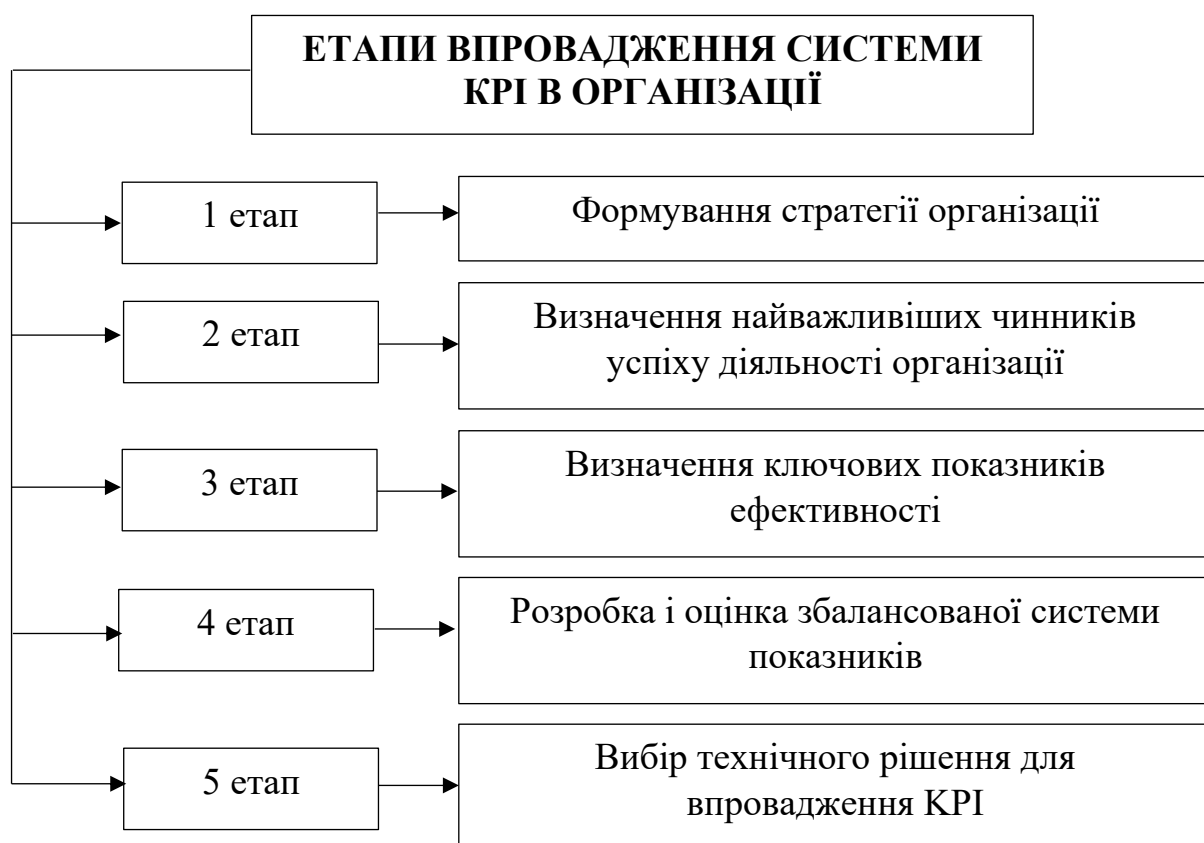 ЕТАПИ ВПРОВАДЖЕННЯ СИСТЕМИ
КРІ В ОРГАНІЗАЦІЇ
1 етап
Формування стратегії організації
2 етап
Визначення найважливіших чинників
успіху діяльності організації
3 етап
Визначення ключових показників
ефективності
4 етап
Розробка і оцінка збалансованої системи
показників
5 етап
Вибір технічного рішення для
впровадження KPI